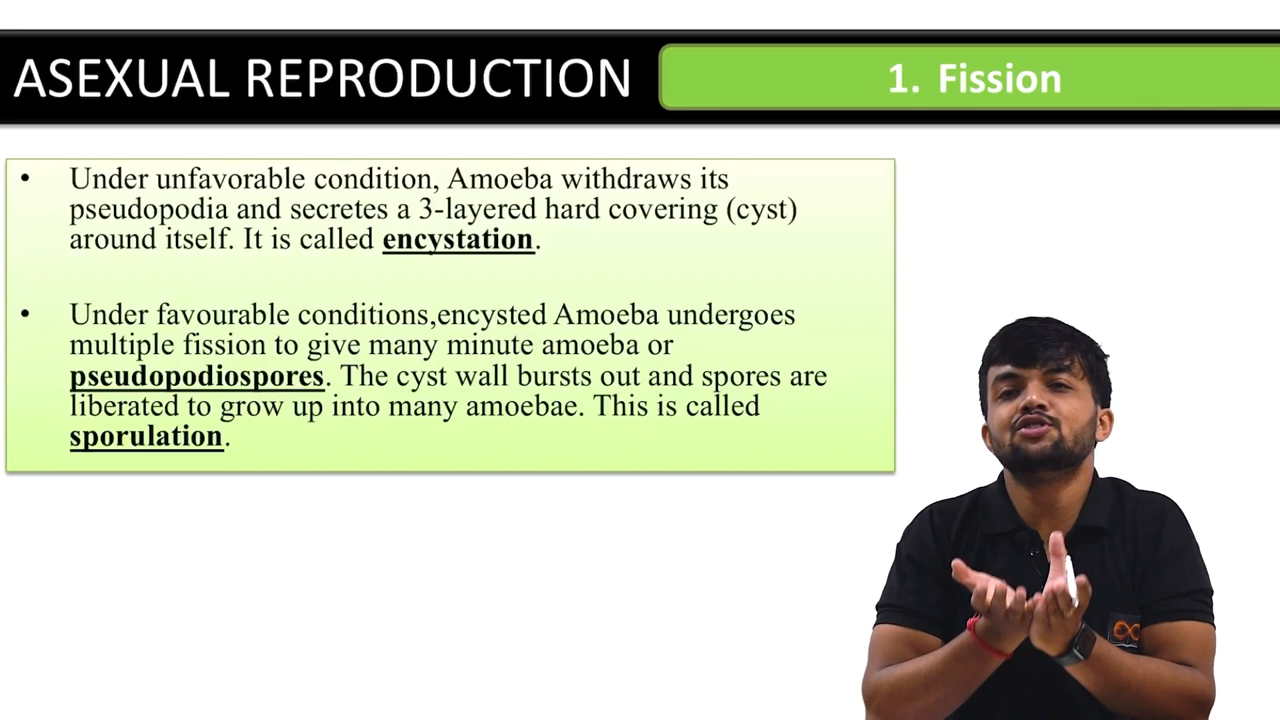 ASEXUAL REPRODUCTION
1. Fission
• Under unfavorable condition, Amoeba withdraws its
pseudopodia and secretes a 3-layered hard covering (cyst)
around itself. It is called encystation.
• Under favourable conditions,encysted Amoeba undergoes
multiple fission to give many minute amoeba or
pseudopodiospores. The cyst wall bursts out and spores are
liberated to grow up into many amoebae. This is called
sporulation.